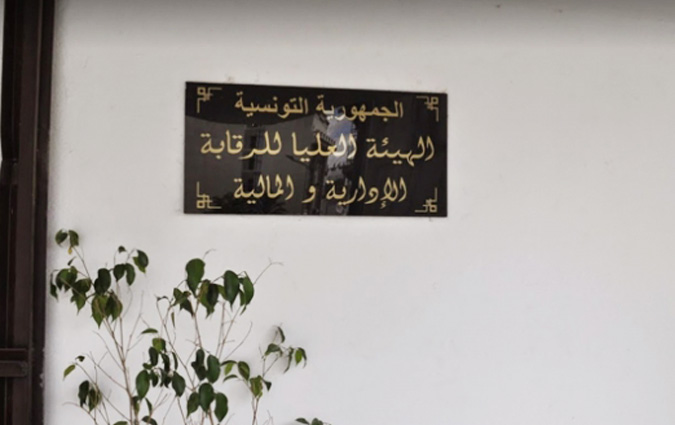 الجمهورية التونسية
الهيئة العليا للرقابة
الإدارية و المالية